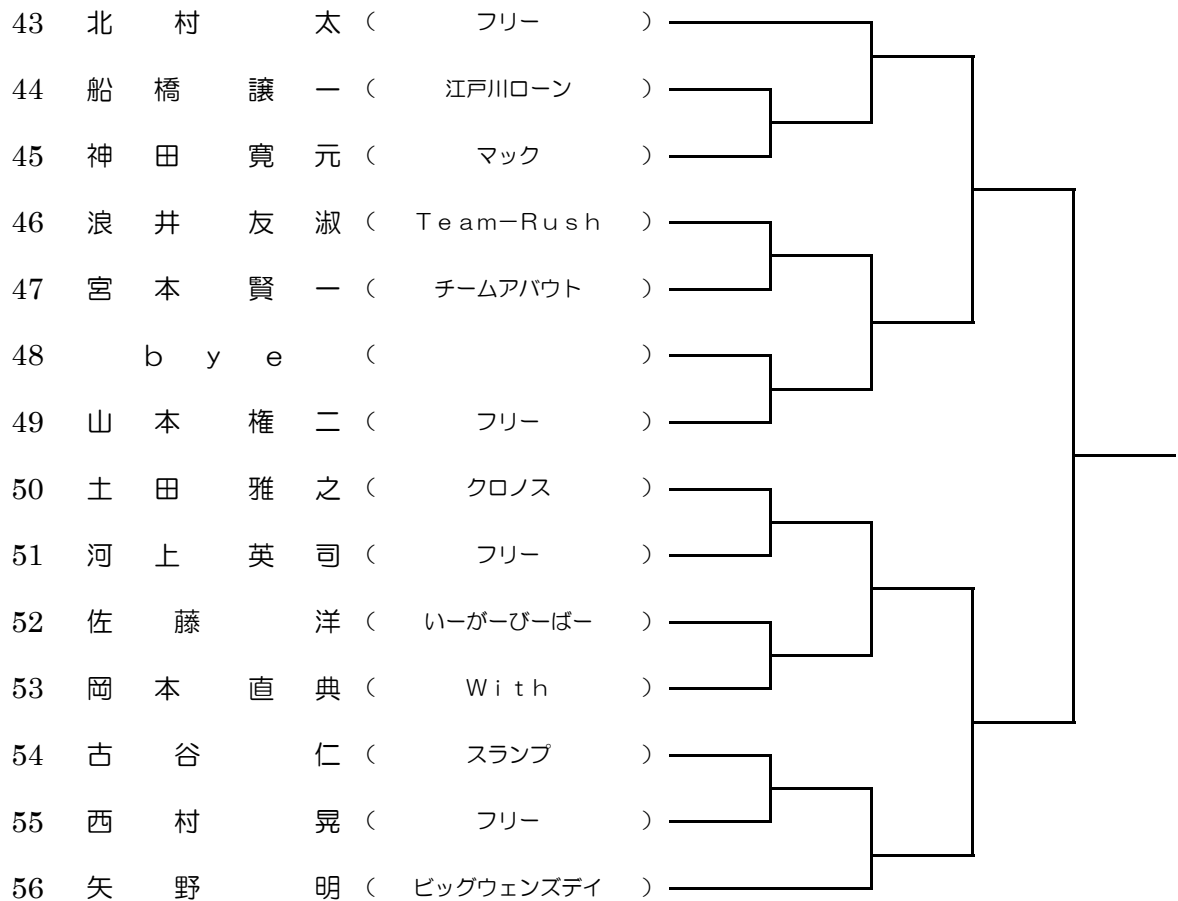 43 北村 太 (フリー)
44 船橋 譲一 (江戸川ローン)
45 神田 寛元 (マック)
46 浪井 友淑 (Team−Rush)
47 宮本 賢一 (チームアバウト)
48 bye ( )
49 山本 権二 (フリー)
50 土田 雅之 (クロノス)
51 河上 英司 (フリー)
52 佐藤 洋 (いーがーびーばー)
53 岡本 直典 (With)
54 古谷 仁 (スランプ)
55 西村 晃 (フリー)
56 矢野 明 (ビッグウェンズデイ)